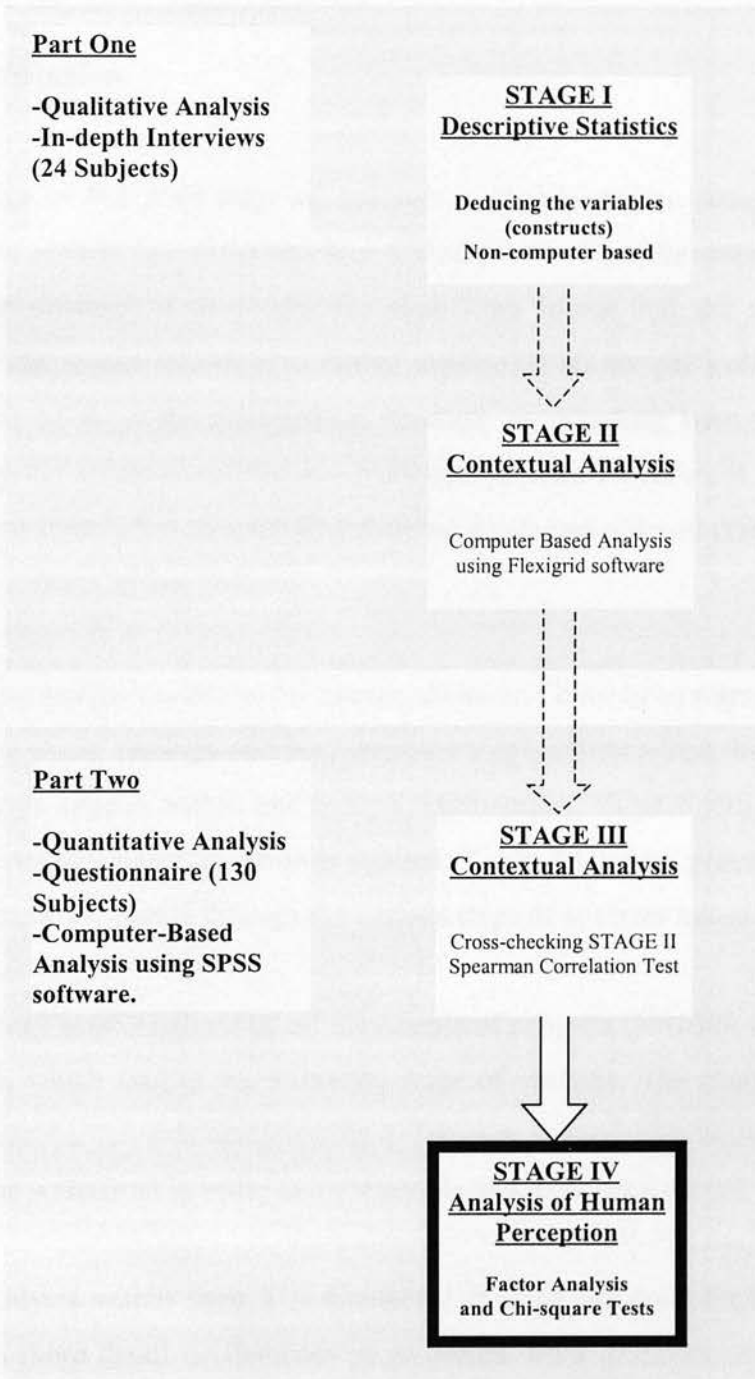 Part One
-Qualitative Analysis
-In-depth Interviews
(24 Subjects)
STAGE I
Descriptive Statistics
Deducing the variables
(constructs)
Non-computer based
STAGE II
Contextual Analysis
Computer Based Analysis
using Flexigrid software
Part Two
-Quantitative Analysis
-Questionnaire (130
Subjects)
-Computer-Based
Analysis using SPSS
software.
STAGE III
Contextual Analysis
Cross-checking STAGE II
Spearman Correlation Test
STAGE IV
Analysis of Human
Perception
Factor Analysis
and Chi-square Tests